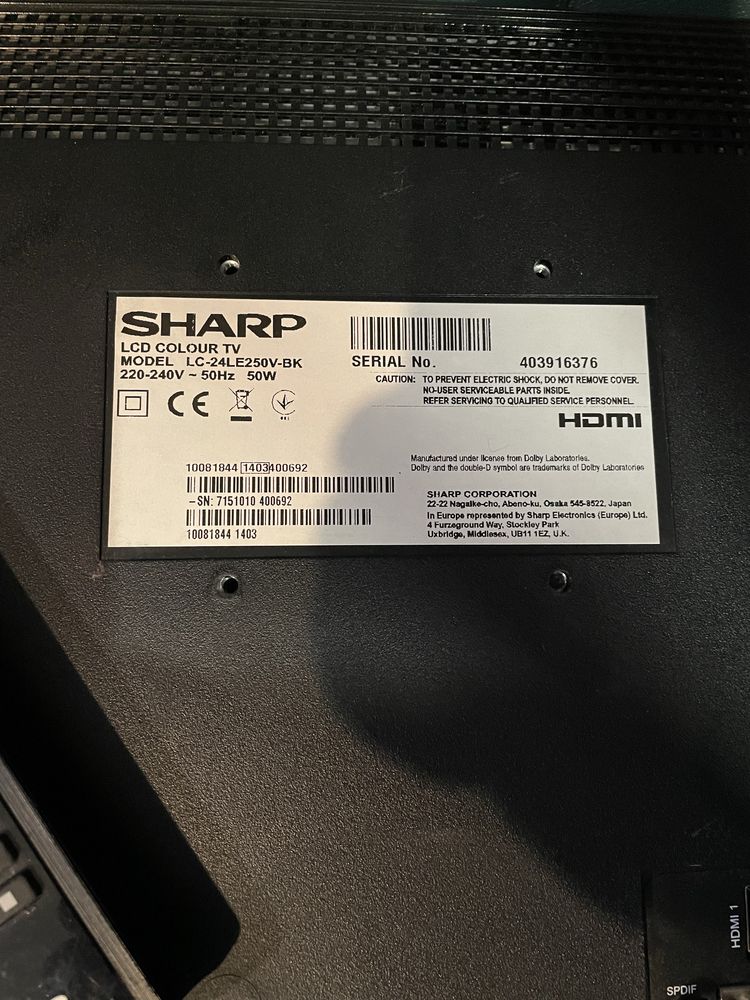 SHARP
LCD COLOUR TV
MODEL LC-24LE250V-BK
220-240V ~ 50Hz 50W
SERIAL No. 403916376
CAUTION: TO PREVENT ELECTRIC SHOCK, DO NOT REMOVE COVER.
NO-USER SERVICEABLE PARTS INSIDE.
REFER SERVICING TO QUALIFIED SERVICE PERSONNEL.
CE
HDMI
10081844 1403400692
-SN: 7151010 400692
10081844 1403
Manufactured under license from Dolby Laboratories.
Dolby and the double-D symbol are trademarks of Dolby Laboratories
SHARP CORPORATION
22-22 Nagaike-cho, Abeno-ku, Osaka 545-8522, Japan
In Europe represented by Sharp Electronics (Europe) Ltd.
4 Furzeground Way, Stockley Park
Uxbridge, Middlesex, UB11 1EZ, U.K.
HDMI 1
SPDIF